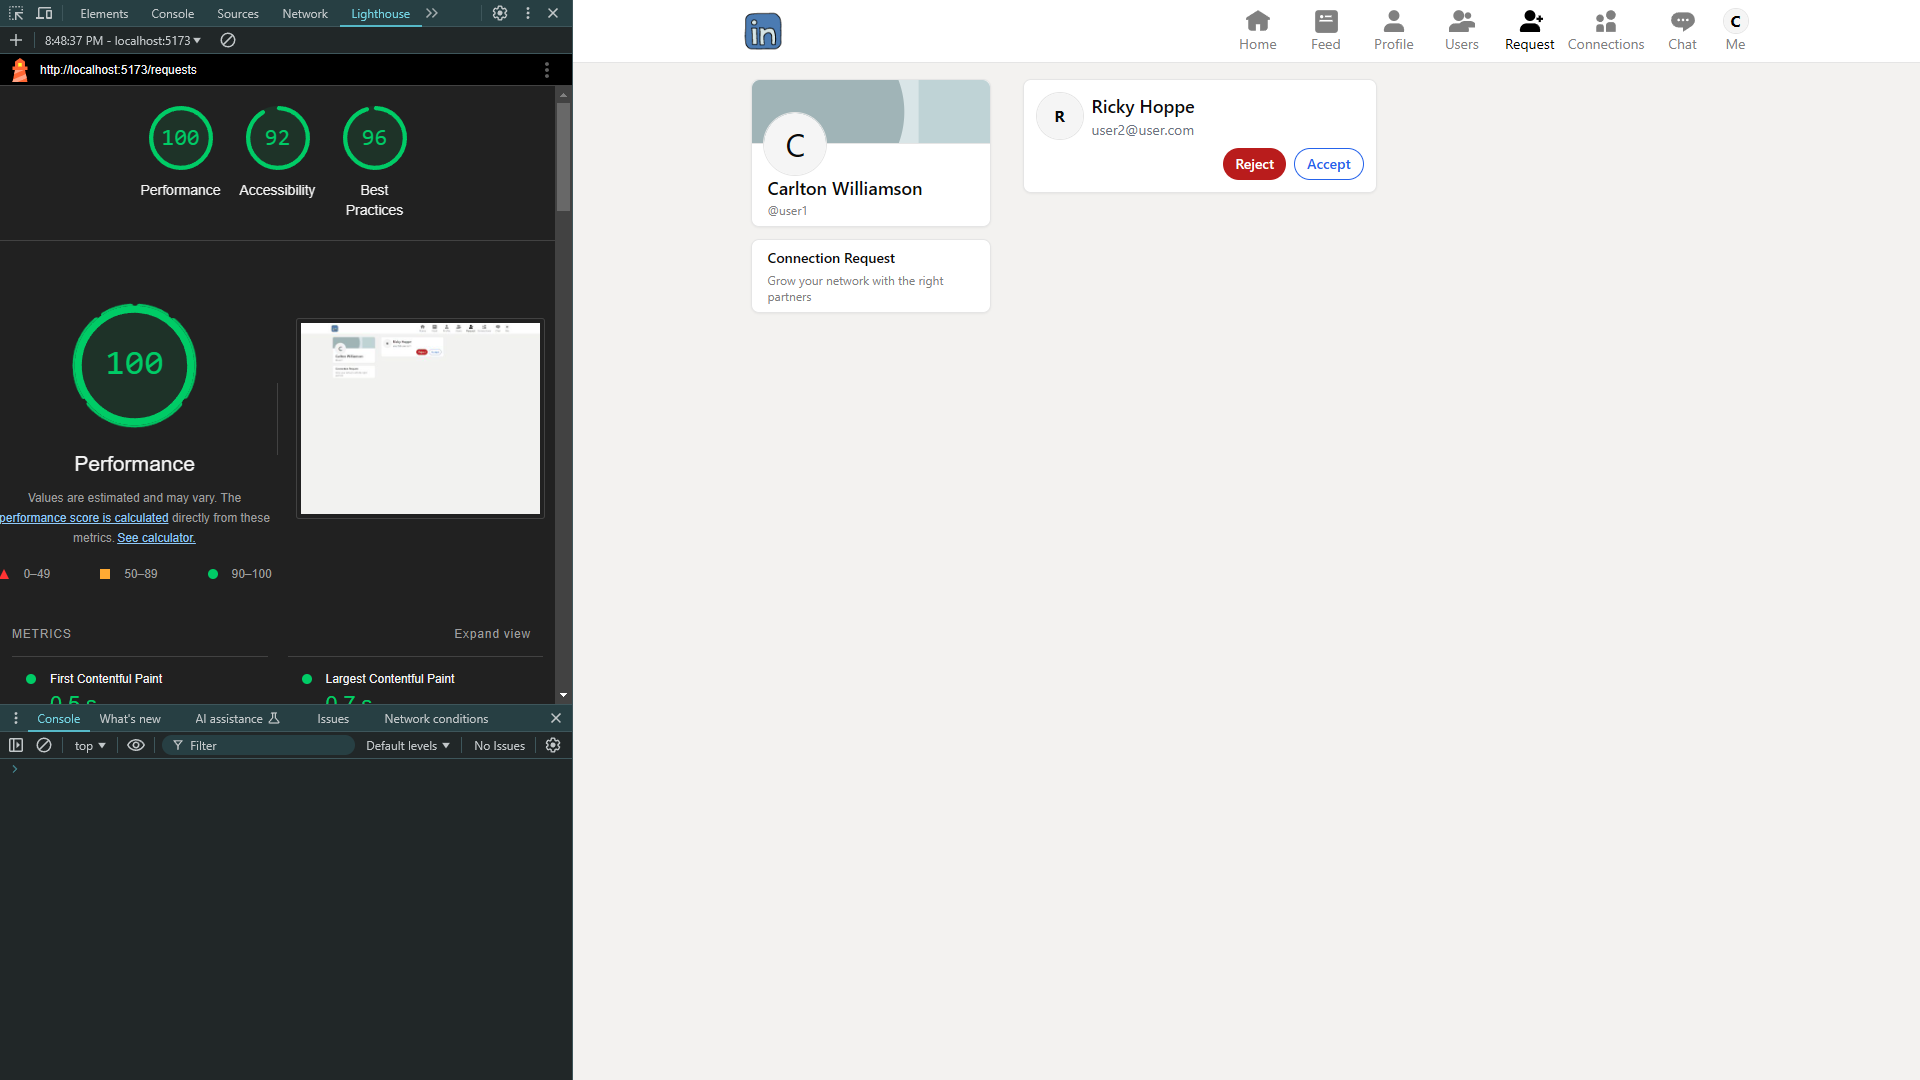 Elements Console Sources Network Lighthouse
8:48:37 PM - localhost:5173
http://localhost:5173/requests
100 92 96
Performance Accessibility Best Practices
100
Performance
Values are estimated and may vary. The
performance score is calculated directly from these
metrics. See calculator.
0–49 50–89 90–100
METRICS Expand view
First Contentful Paint Largest Contentful Paint
0.5 s 0.7 s
Console What's new AI assistance Issues Network conditions
top Filter Default levels No Issues
in
Home Feed Profile Users Request Connections Chat C Me
C
Carlton Williamson
@user1
Connection Request
Grow your network with the right
partners
R
Ricky Hoppe
user2@user.com
Reject Accept